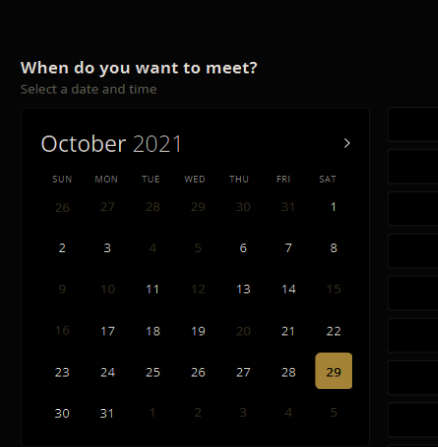 When do you want to meet?
Select a date and time
October 2021
SUN MON TUE WED THU FRI SAT
26 27 28 29 30 31 1
2 3 4 5 6 7 8
9 10 11 12 13 14 15
16 17 18 19 20 21 22
23 24 25 26 27 28 29
30 31 1 2 3 4 5